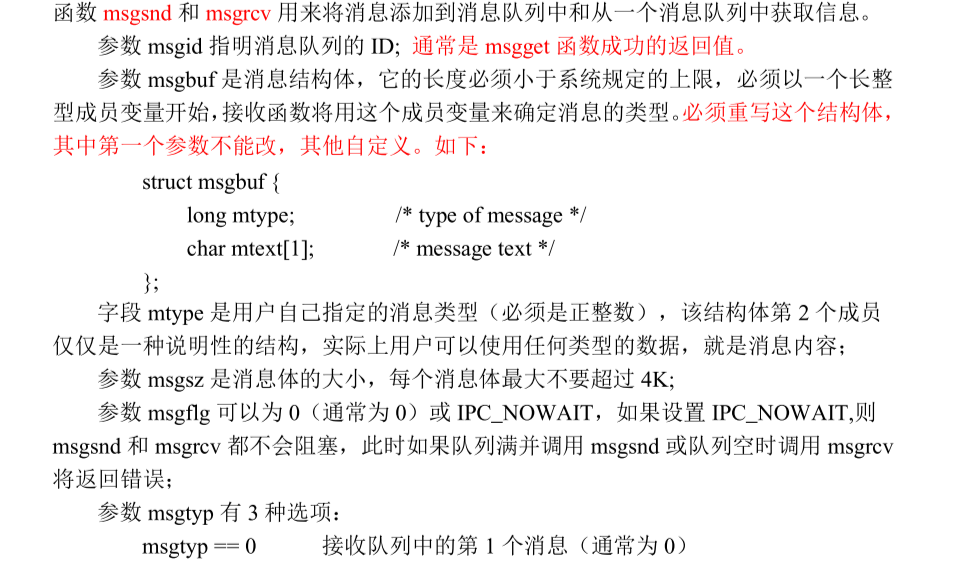 函数 msgsnd 和 msgrcv 用来将消息添加到消息队列中和从一个消息队列中获取信息。
参数 msgid 指明消息队列的 ID; 通常是 msgget 函数成功的返回值。
参数 msgbuf 是消息结构体，它的长度必须小于系统规定的上限，必须以一个长整
型成员变量开始,接收函数将用这个成员变量来确定消息的类型。必须重写这个结构体，
其中第一个参数不能改，其他自定义。如下：
struct msgbuf {
long mtype; /* type of message */
char mtext[1]; /* message text */
};
字段 mtype 是用户自己指定的消息类型（必须是正整数）, 该结构体第 2 个成员
仅仅是一种说明性的结构，实际上用户可以使用任何类型的数据，就是消息内容；
参数 msgsz 是消息体的大小，每个消息体最大不要超过 4K;
参数 msgflg 可以为 0（通常为 0）或 IPC_NOWAIT，如果设置 IPC_NOWAIT,则
msgsnd 和 msgrcv 都不会阻塞，此时如果队列满并调用 msgsnd 或队列空时调用 msgrcv
将返回错误；
参数 msgtyp 有 3 种选项：
msgtyp == 0 接收队列中的第 1 个消息（通常为 0）